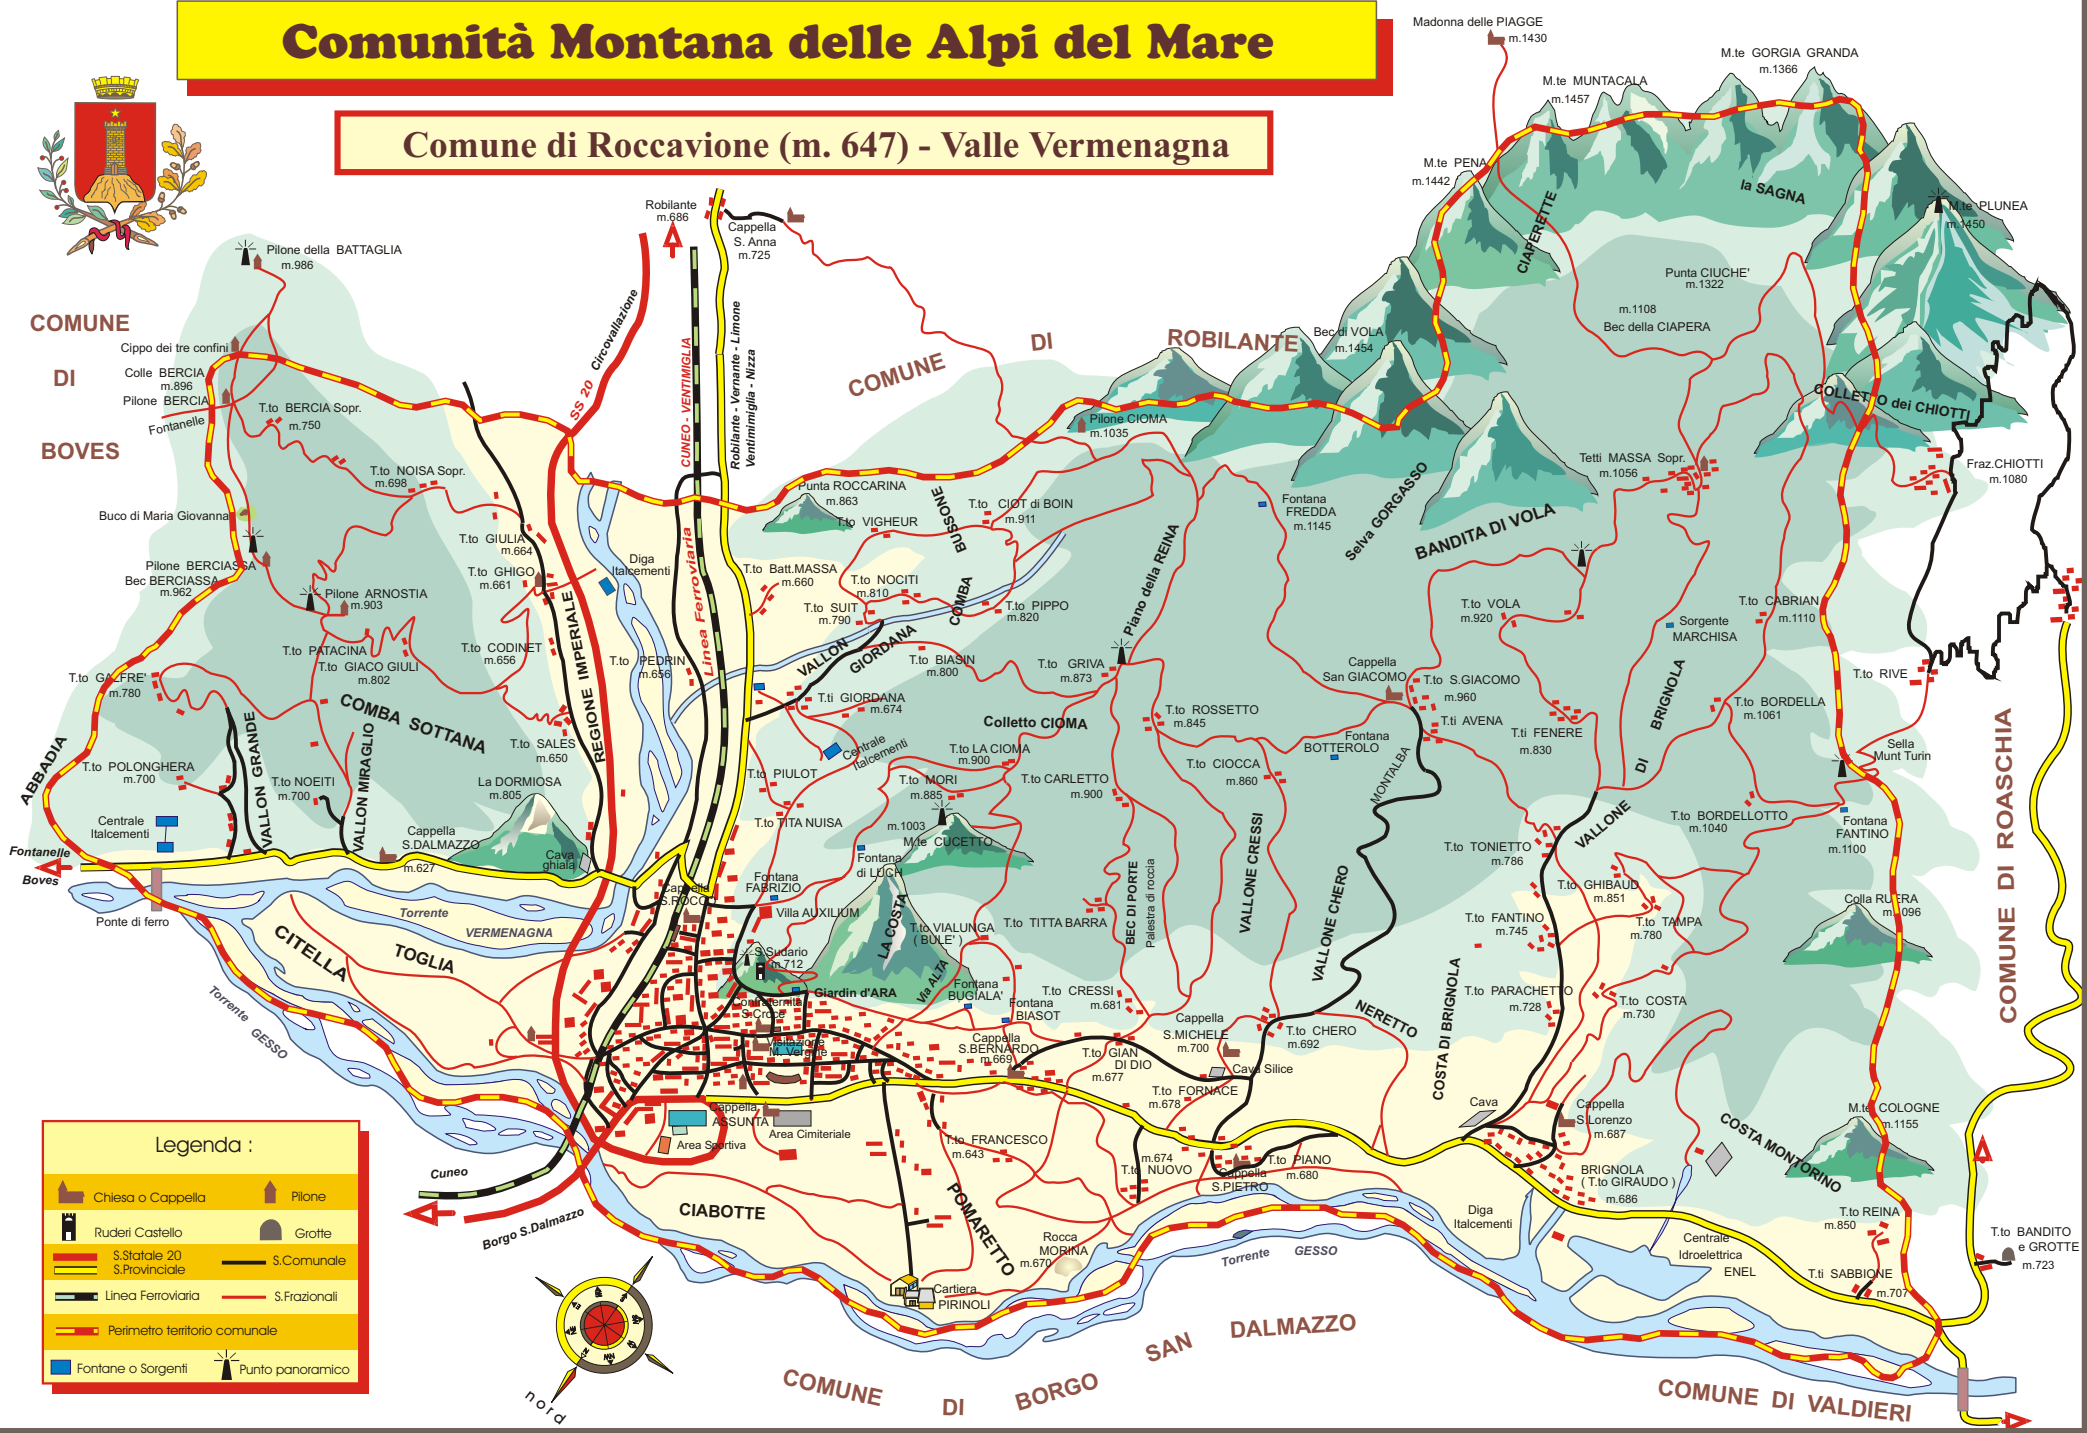 Comunità Montana delle Alpi del Mare
Comune di Roccavione (m. 647) - Valle Vermenagna
Madonna delle PIAGGE
m.1430
M.te GORGIA GRANDA
m.1366
M.te MUNTACALA
m.1457
M.te PENA
m.1442
la SAGNA
CIAPERETTE
M.te PLUNEA
m.1450
Robilante
m.686
Cappella
S. Anna
m.725
Pilone della BATTAGLIA
m.986
Punta CIUCHE'
m.1322
m.1108
Bec della CIAPERA
COMUNE
DI
BOVES
Cippo dei tre confini
Colle BERCIA
m.896
Pilone BERCIA
Fontanelle
T.to BERCIA Sopr.
m.750
T.to NOISA Sopr.
m.698
SS 20 Circovallazione
CUNEO - VENTIMIGLIA
Robilante - Vernante - Limone
Ventimimiglia - Nizza
COMUNE
DI
ROBILANTE
Bec di VOLA
m.1454
COLLETTO dei CHIOTTI
Pilone CIOMA
m.1035
Fraz.CHIOTTI
m.1080
Tetti MASSA Sopr.
m.1056
Punta ROCCARINA
m.863
T.to VIGHEUR
BUSSONE
T.to CIOT di BOIN
m.911
Fontana
FREDDA
m.1145
Selva GORGASSO
BANDITA DI VOLA
Buco di Maria Giovanna
T.to GIULIA
m.664
T.to GHIGO
m.661
Diga
Italcementi
Linea Ferroviaria
REGIONE IMPERIALE
Pilone BERCIASSA
Bec BERCIASSA
m.962
Pilone ARNOSTIA
m.903
T.to Batt.MASSA
m.660
T.to NOCITI
m.810
T.to SUIT
m.790
COMBA
T.to PIPPO
m.820
Piano della REINA
T.to VOLA
m.920
Sorgente
MARCHISA
T.to CABRIAN
m.1110
T.to PATACINA
T.to GIACO GIULI
m.802
T.to CODINET
m.656
T.to PEDRIN
m.656
VALLON GIORDANA
T.to BIASIN
m.800
T.to GRIVA
m.873
Cappella
San GIACOMO
T.to S.GIACOMO
m.960
T.to RIVE
T.to GALFRE'
m.780
COMBA SOTTANA
T.ti GIORDANA
m.674
Colletto CIOMA
T.to ROSSETTO
m.845
Fontana
BOTTEROLO
T.ti AVENA
T.ti FENERE
m.830
BRIGNOLA
DI
VALLONE
T.to BORDELLA
m.1061
Sella
Munt Turin
COMUNE DI ROASCHIA
ABBADIA
T.to POLONGHERA
m.700
VALLON GRANDE
T.to NOEITI
m.700
VALLON MIRAGLIO
T.to SALES
m.650
La DORMIOSA
m.805
Centrale
Italcementi
T.to PIULOT
T.to LA CIOMA
m.900
T.to MORI
m.885
T.to CARLETTO
m.900
T.to CIOCCA
m.860
MONTALBA
T.to BORDELLOTTO
m.1040
Fontana
FANTINO
m.1100
Centrale
Italcementi
Fontanelle
Boves
Cappella
S.DALMAZZO
m.627
Cava
ghiaia
T.to TITA NUISA
m.1003
M.te CUCETTO
Fontana
di LUCH
Fontana
FABRIZIO
Cappella
S.ROCCO
Villa AUXILIUM
T.to TONIETTO
m.786
T.to GHIBAUD
m.851
Ponte di ferro
Torrente
VERMENAGNA
CITELLA
TOGLIA
Torrente GESSO
LA COSTA
T.to VIALUNGA
( BULE' )
T.to TITTA BARRA
BEC DI PORTE
Palestra di roccia
VALLONE CRESSI
VALLONE CHERO
T.to FANTINO
m.745
T.to TAMPA
m.780
Colla RUERA
m.1096
S.Sudario
m.712
Giardin d'ARA
Via ALTA
Fontana
BUGIALA'
Fontana
BIASOT
T.to CRESSI
m.681
T.to PARACHETTO
m.728
T.to COSTA
m.730
Confraternita
S.Croce
Visitazione
M. Vergine
Cappella
S.BERNARDO
m.669
T.to GIAN
DI DIO
m.677
Cappella
S.MICHELE
m.700
T.to CHERO
m.692
NERETTO
Cava Silice
COSTA DI BRIGNOLA
T.to FORNACE
m.678
Cava
Cappella
S.Lorenzo
m.687
M.te COLOGNE
m.1155
COSTA MONTORINO
Cappella
ASSUNTA
Area Cimiteriale
Area Sportiva
T.to FRANCESCO
m.643
m.674
T.to NUOVO
T.to PIANO
m.680
Cappella
S.PIETRO
BRIGNOLA
( T.to GIRAUDO )
m.686
Cuneo
Borgo S.Dalmazzo
CIABOTTE
POMARETTO
Rocca
MORINA
m.670
Cartiera
PIRINOLI
Torrente GESSO
Diga
Italcementi
Centrale
Idroelettrica
ENEL
T.to REINA
m.850
T.ti SABBIONE
m.707
T.to BANDITO
e GROTTE
m.723
nord
COMUNE DI BORGO SAN DALMAZZO
COMUNE DI VALDIERI
Legenda :
Chiesa o Cappella
Pilone
Ruderi Castello
Grotte
S.Statale 20
S.Provinciale
S.Comunale
Linea Ferroviaria
S.Frazionali
Perimetro territorio comunale
Fontane o Sorgenti
Punto panoramico